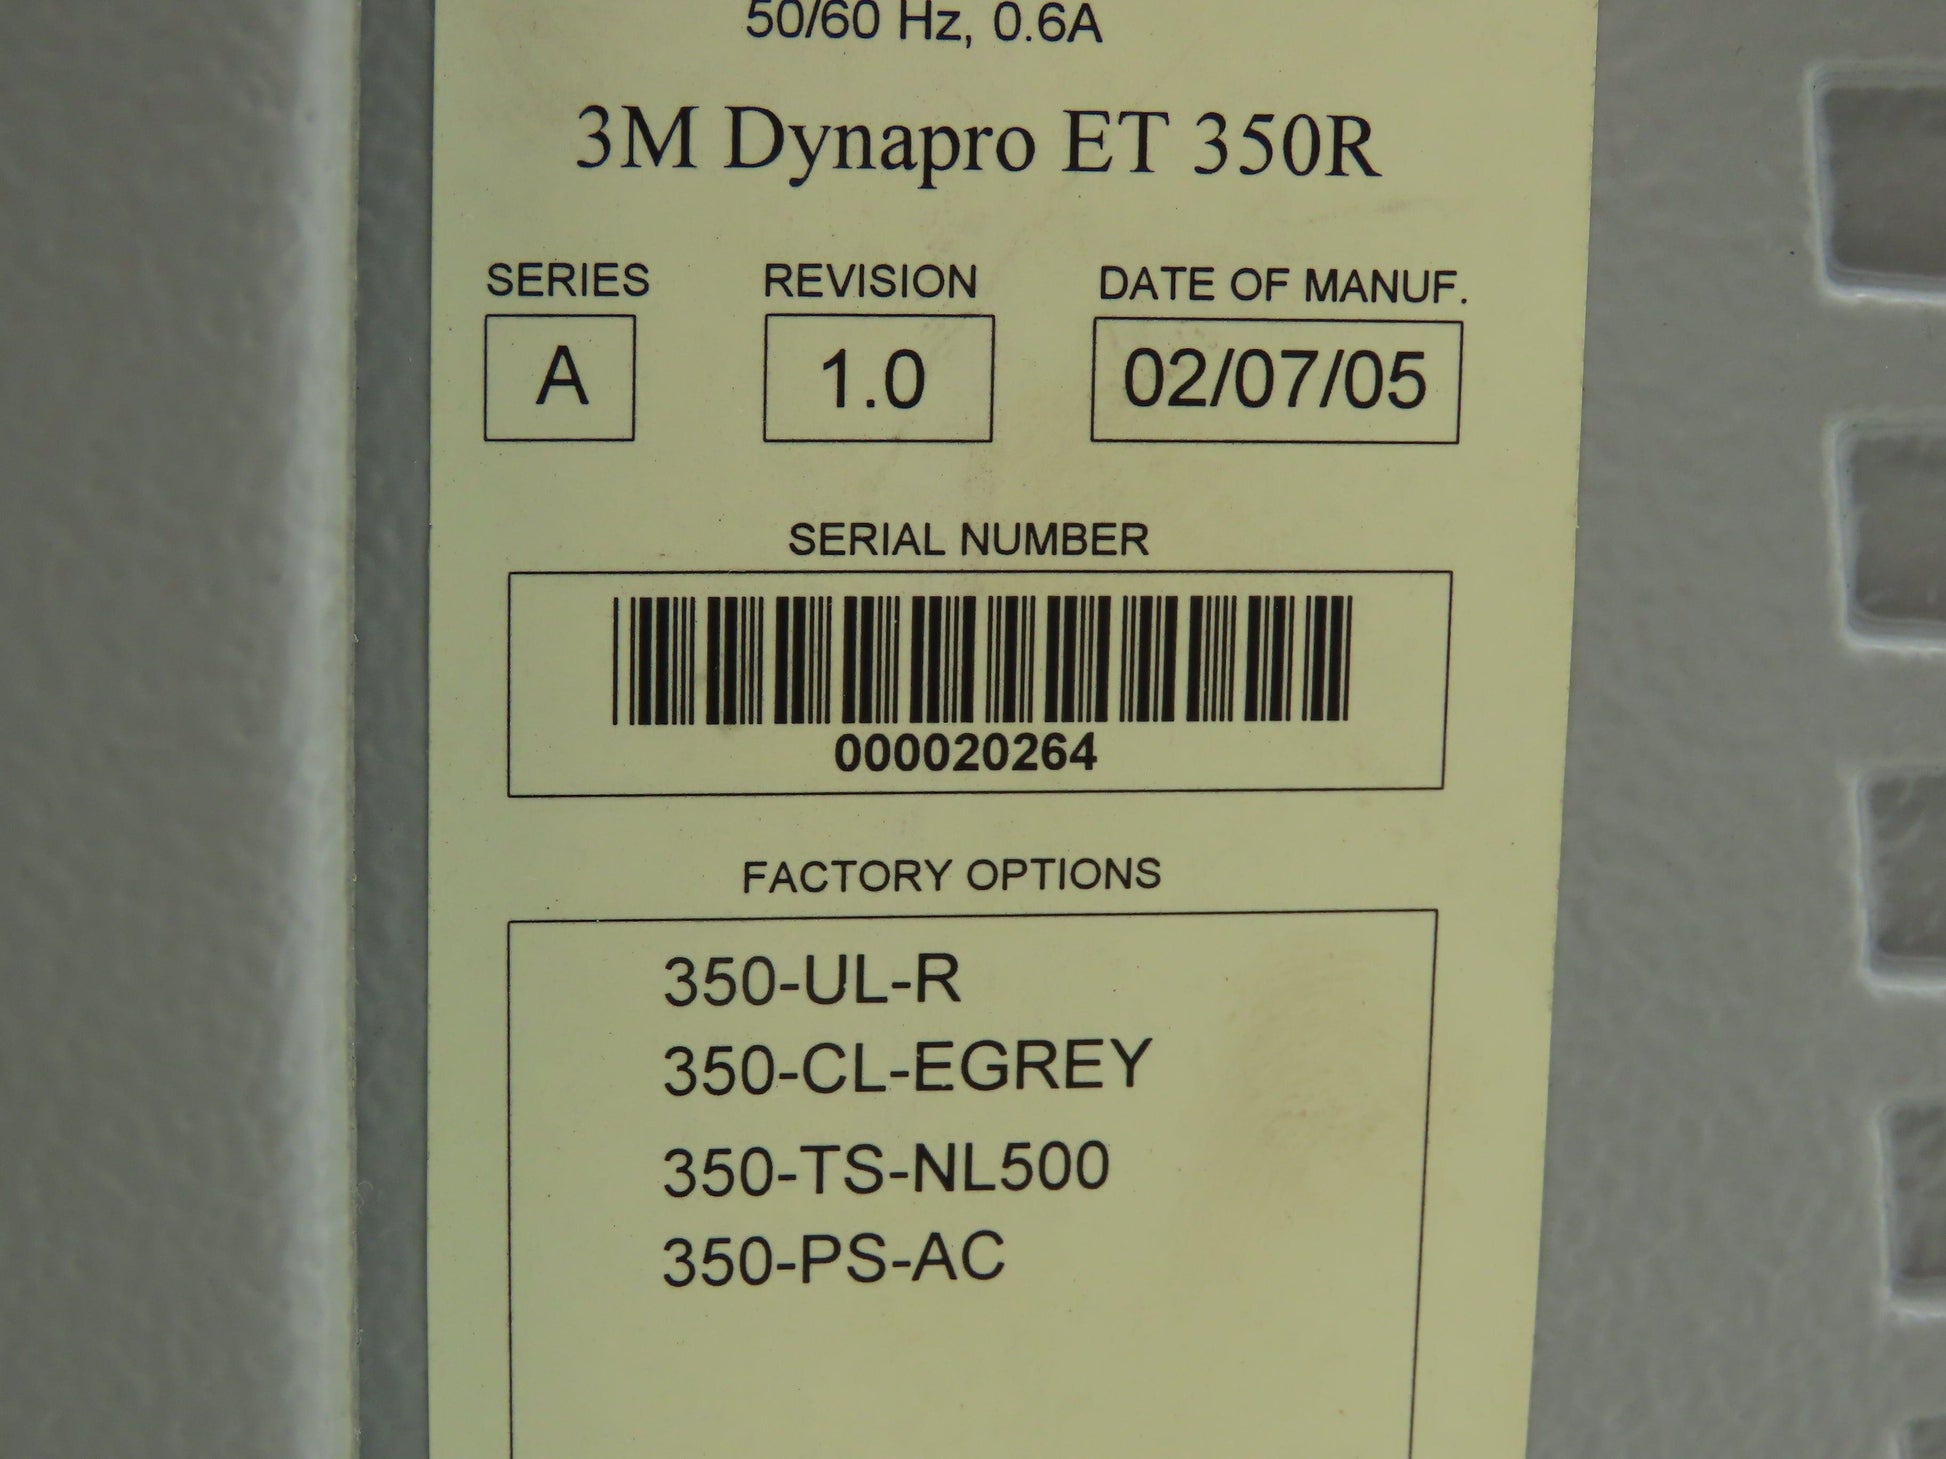 50/60 Hz, 0.6A
3M Dynapro ET 350R
SERIES REVISION DATE OF MANUF.
A 1.0 02/07/05
SERIAL NUMBER
000020264
FACTORY OPTIONS
350-UL-R
350-CL-EGREY
350-TS-NL500
350-PS-AC